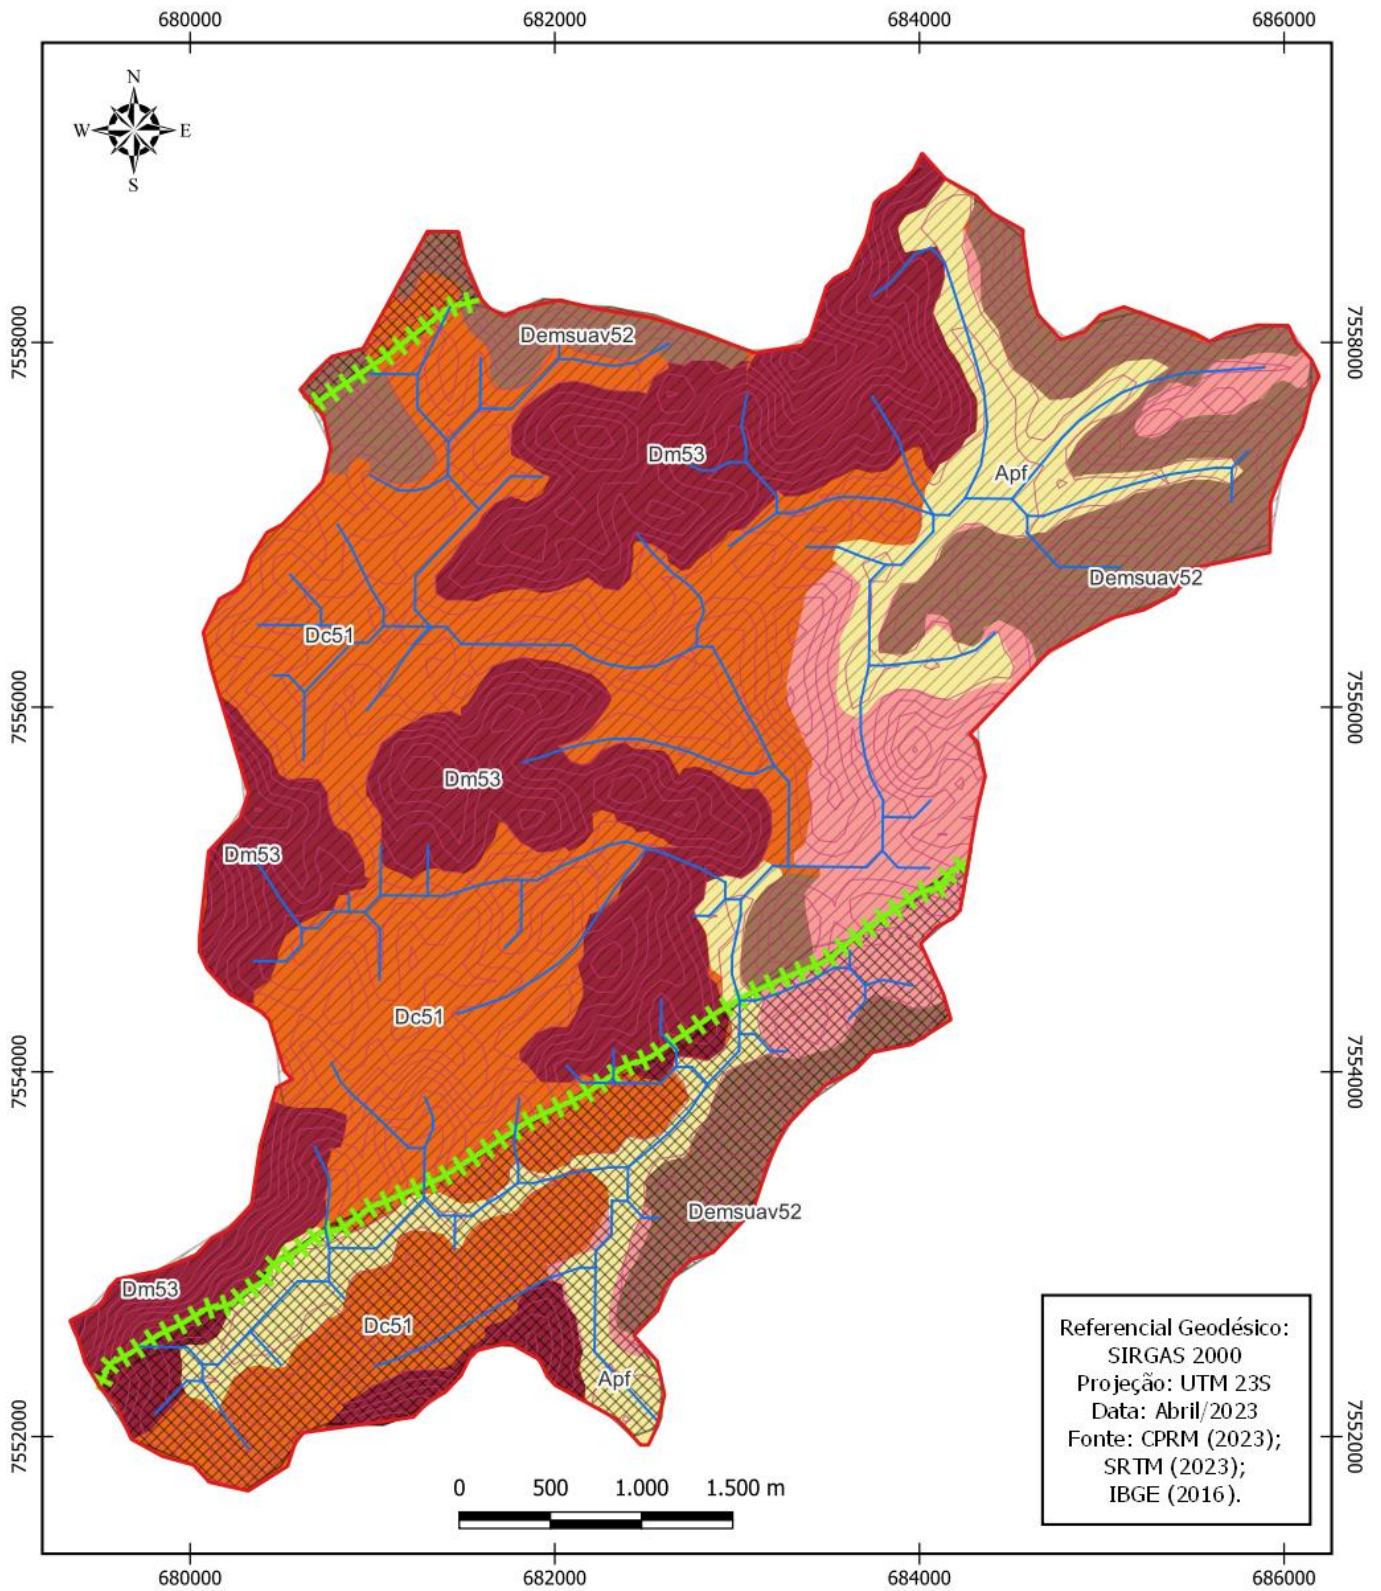 680000 682000 684000 686000
N
W E
S
7558000 7558000
Demsuav52
Dm53
Apf
Demsuav52
Dc51
7556000 7556000
Dm53
Dm53
Dc51
7554000 7554000
Demsuav52
Dm53
Dc51
Apf
7552000 7552000
Referencial Geodésico:
SIRGAS 2000
Projeção: UTM 23S
Data: Abril/2023
Fonte: CPRM (2023);
SRTM (2023);
IBGE (2016).
0 500 1.000 1.500 m
680000 682000 684000 686000